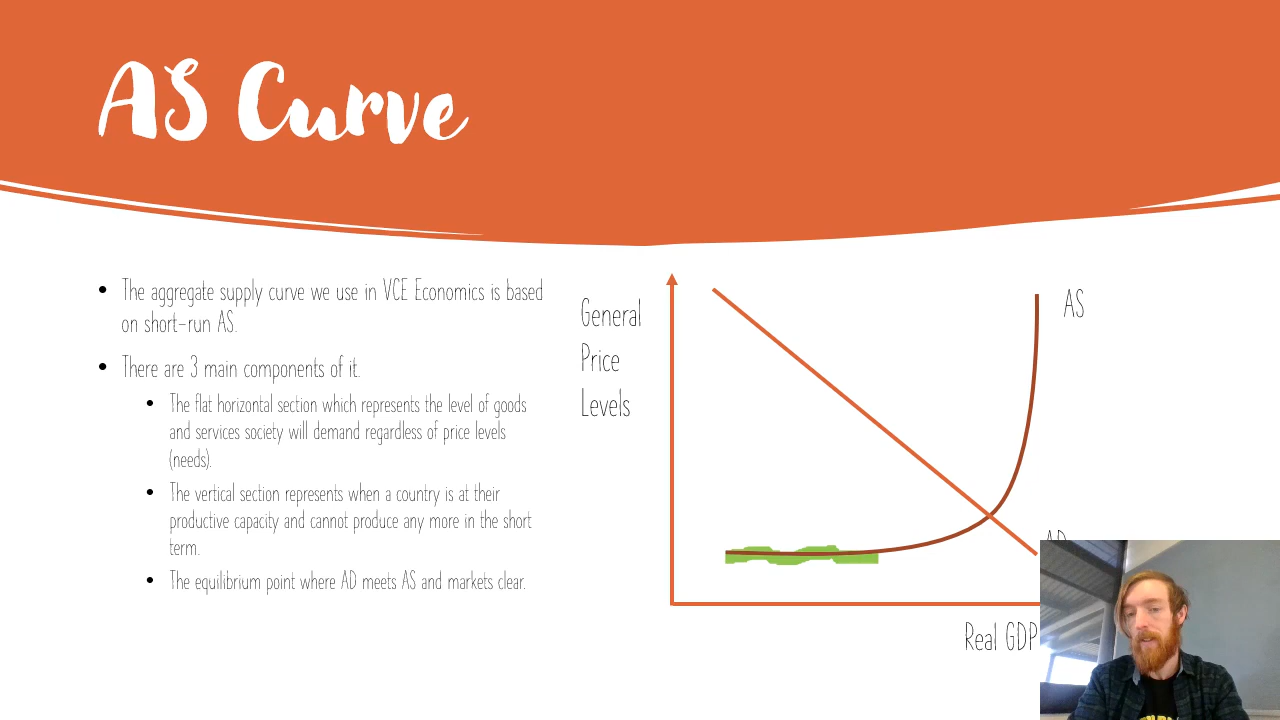 AS Curve
The aggregate supply curve we use in VCE Economics is based
on short-run AS.
There are 3 main components of it.
The flat horizontal section which represents the level of goods
and services society will demand regardless of price levels
(needs).
The vertical section represents when a country is at their
productive capacity and cannot produce any more in the short
term.
The equilibrium point where AD meets AS and markets clear.
General
Price
Levels
AS
AD
Real GDP